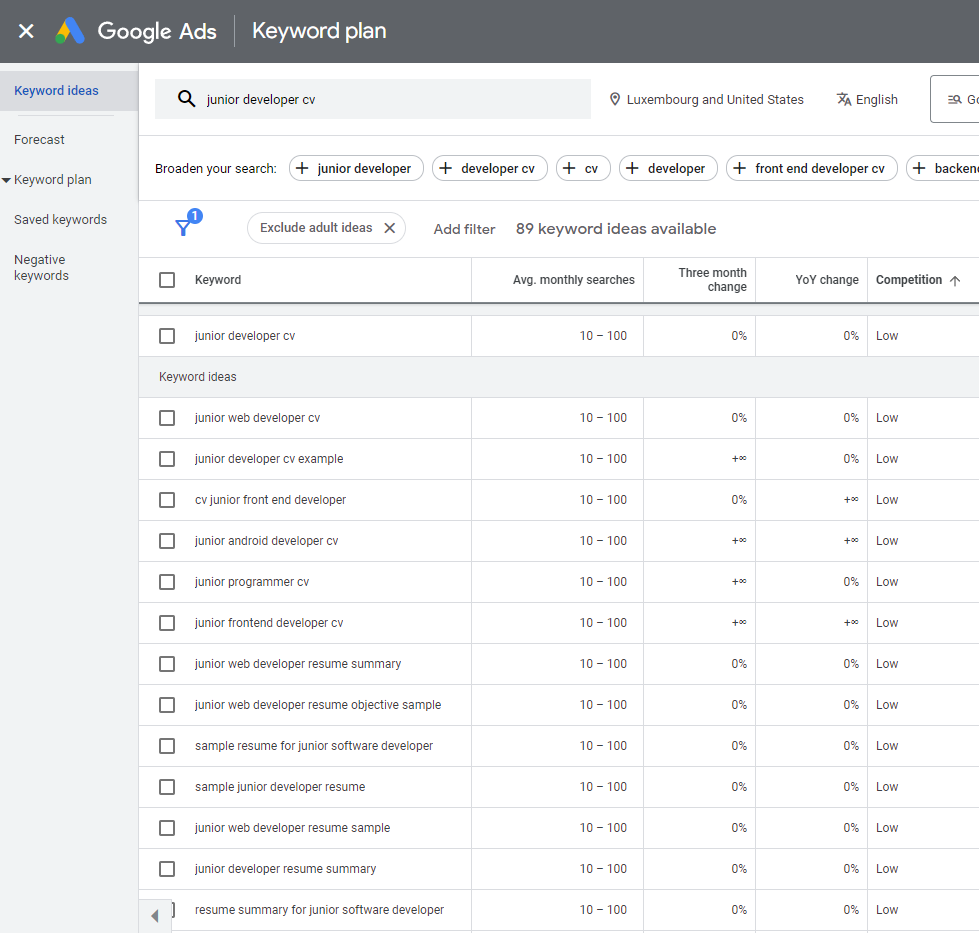 Google Ads Keyword plan
Keyword ideas
Forecast
Keyword plan
Saved keywords
Negative
keywords
junior developer cv
Luxembourg and United States
English
Broaden your search: junior developer developer cv cv developer front end developer cv
1
Exclude adult ideas Add filter 89 keyword ideas available
Keyword Avg. monthly searches Three month change YoY change Competition
junior developer cv 10 – 100 0% 0% Low
Keyword ideas
junior web developer cv 10 – 100 0% 0% Low
junior developer cv example 10 – 100 +∞ 0% Low
cv junior front end developer 10 – 100 0% +∞ Low
junior android developer cv 10 – 100 +∞ +∞ Low
junior programmer cv 10 – 100 +∞ 0% Low
junior frontend developer cv 10 – 100 +∞ +∞ Low
junior web developer resume summary 10 – 100 0% 0% Low
junior web developer resume objective sample 10 – 100 0% 0% Low
sample resume for junior software developer 10 – 100 0% 0% Low
sample junior developer resume 10 – 100 0% 0% Low
junior web developer resume sample 10 – 100 0% 0% Low
junior developer resume summary 10 – 100 0% 0% Low
resume summary for junior software developer 10 – 100 0% 0% Low